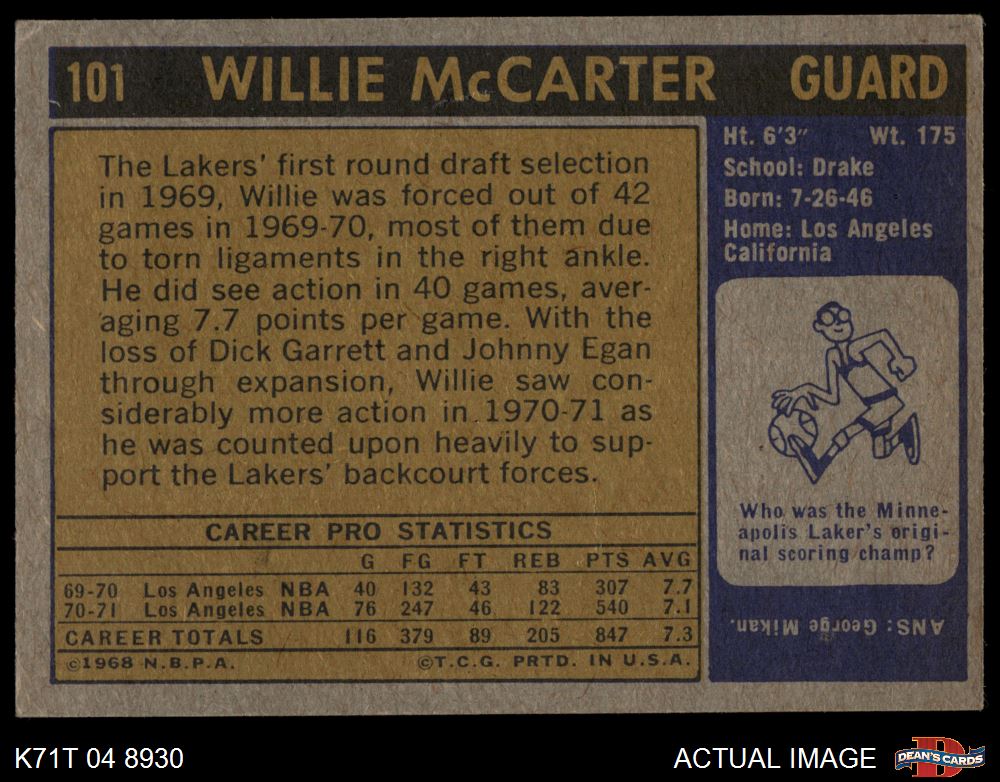 101 WILLIE McCARTER GUARD
The Lakers' first round draft selection
in 1969, Willie was forced out of 42
games in 1969-70, most of them due
to torn ligaments in the right ankle.
He did see action in 40 games, aver-
aging 7.7 points per game. With the
loss of Dick Garrett and Johnny Egan
through expansion, Willie saw con-
siderably more action in 1970-71 as
he was counted upon heavily to sup-
port the Lakers' backcourt forces.
CAREER PRO STATISTICS
G FG FT REB PTS AVG
69-70 Los Angeles NBA 40 132 43 83 307 7.7
70-71 Los Angeles NBA 76 247 46 122 540 7.1
CAREER TOTALS 116 379 89 205 847 7.3
©1968 N.B.P.A. ©T.C.G. PRTD. IN U.S.A.
Ht. 6'3" Wt. 175
School: Drake
Born: 7-26-46
Home: Los Angeles
California
Who was the Minne-
apolis Laker's origi-
nal scoring champ?
ANS: George Mikan.
K71T 04 8930 ACTUAL IMAGE
D
DEAN'S CARDS